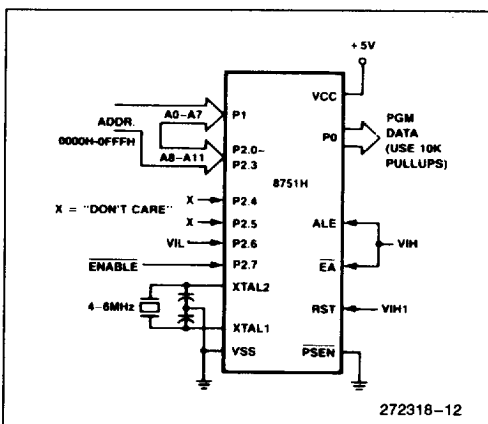 + 5V
VCC
P1
A0–A7
ADDR.
0000H-0FFFH
A8–A11
P2.0–
P2.3
P0
PGM
DATA
(USE 10K
PULLUPS)
8751H
X = "DON'T CARE"
X
P2.4
X
P2.5
VIL
P2.6
ENABLE
P2.7
ALE
EA
VIH
XTAL2
4–6MHz
XTAL1
VSS
RST
VIH1
PSEN
272318–12